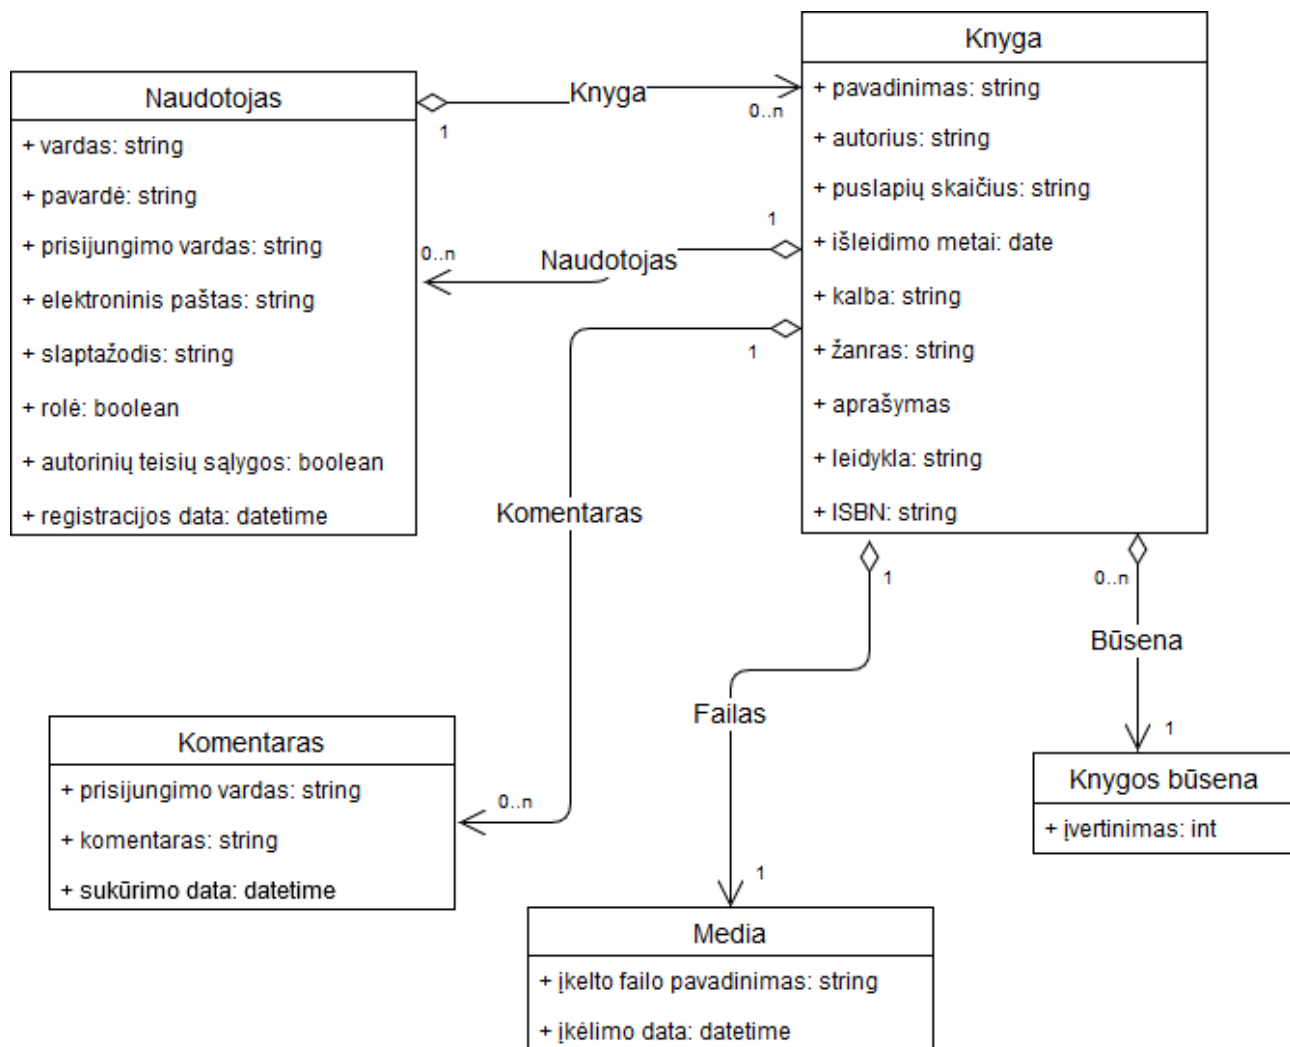 Naudotojas
+ vardas: string
+ pavardė: string
+ prisijungimo vardas: string
+ elektroninis paštas: string
+ slaptažodis: string
+ rolė: boolean
+ autorinių teisių sąlygos: boolean
+ registracijos data: datetime
Knyga
1
0..n
Knyga
+ pavadinimas: string
+ autorius: string
+ puslapių skaičius: string
+ išleidimo metai: date
+ kalba: string
+ žanras: string
+ aprašymas
+ leidykla: string
+ ISBN: string
1
Naudotojas
0..n
1
Komentaras
0..n
1
Failas
1
0..n
Būsena
1
Komentaras
+ prisijungimo vardas: string
+ komentaras: string
+ sukūrimo data: datetime
Media
+ įkelto failo pavadinimas: string
+ įkėlimo data: datetime
Knygos būsena
+ įvertinimas: int